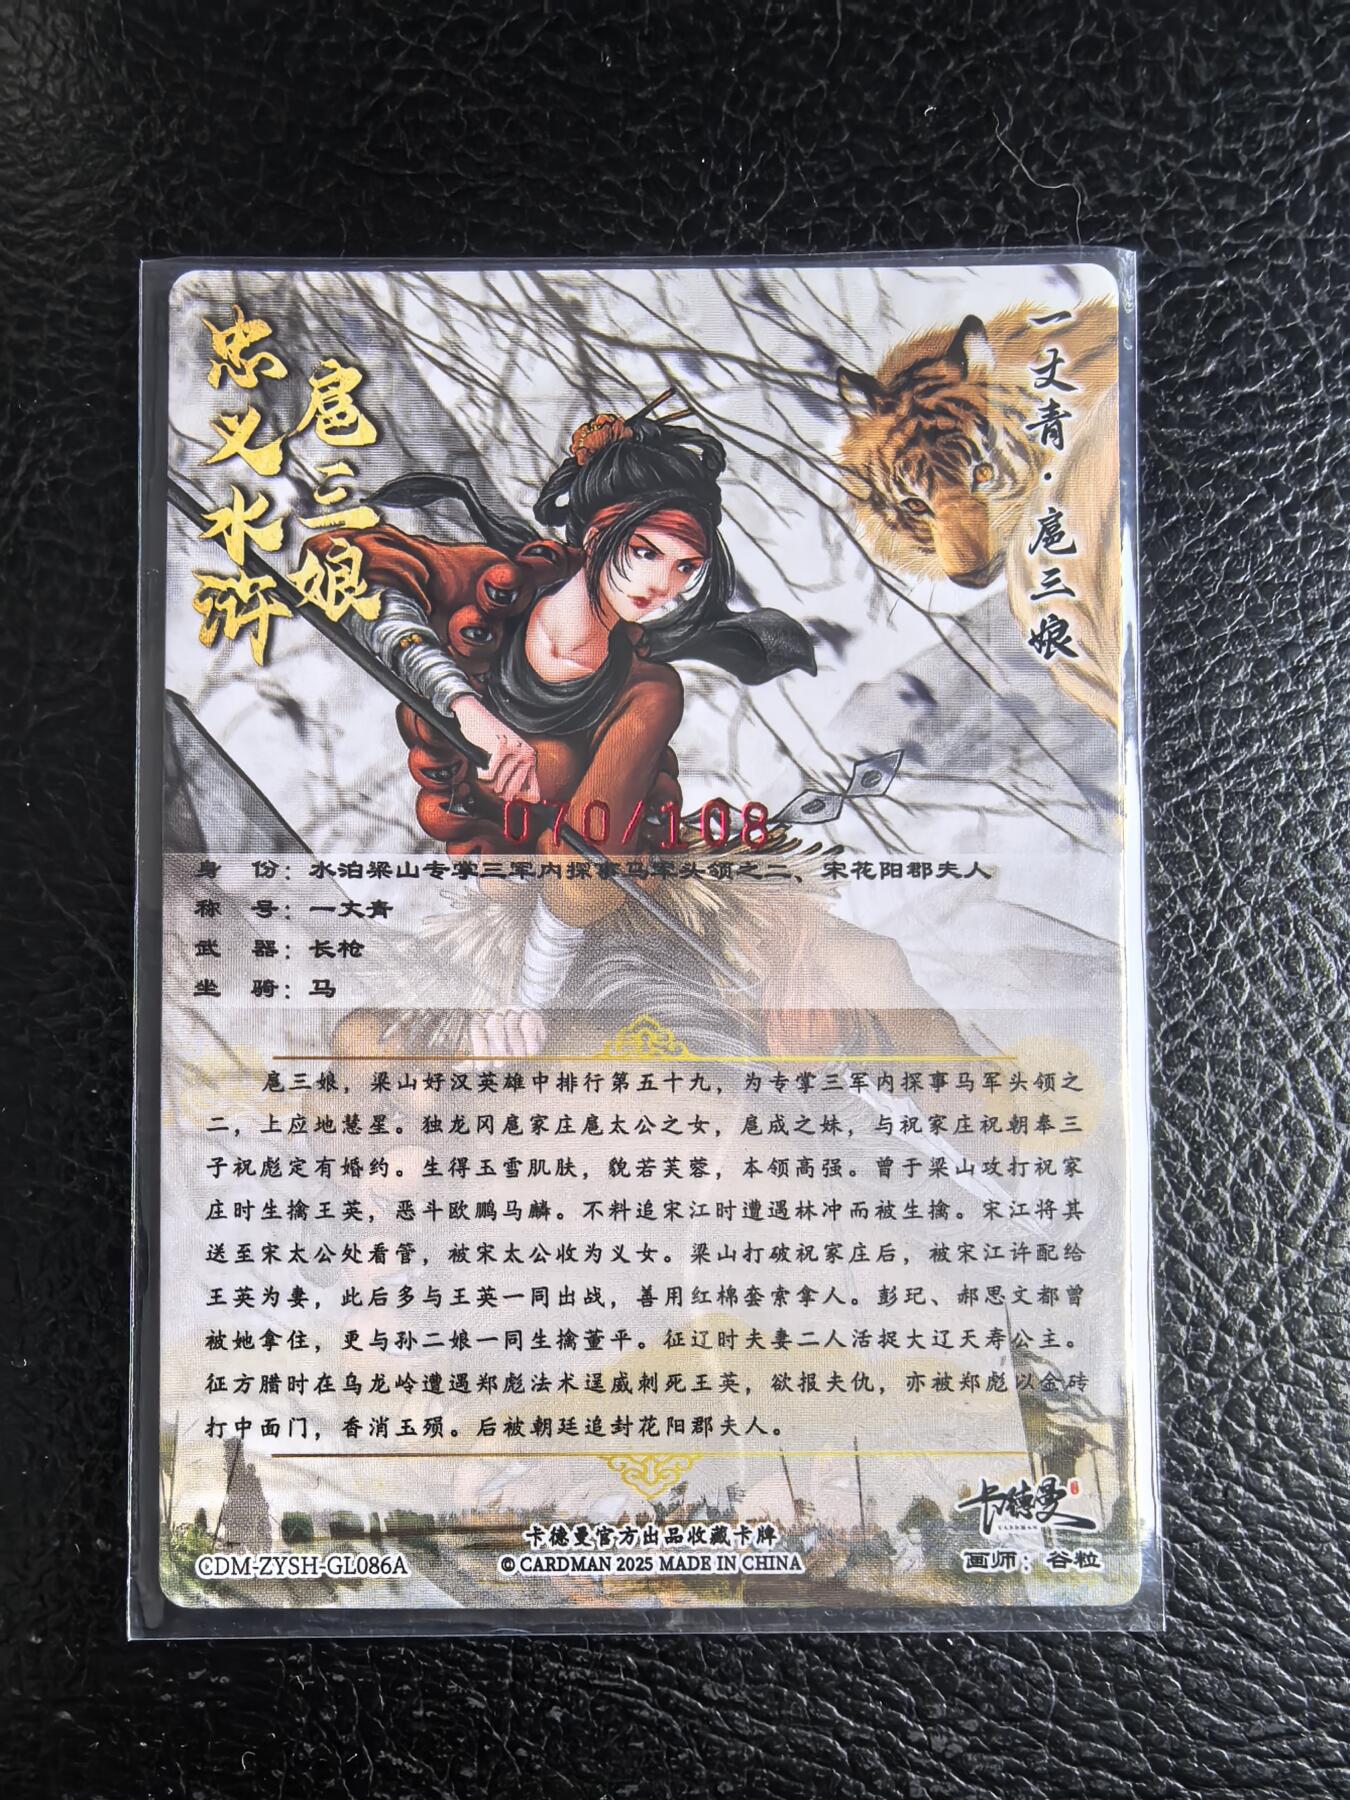 忠义水浒
扈三娘
一丈青·扈三娘
070/108
身 份：水泊梁山专掌三军内探事马军头领之二、宋花阳郡夫人
称 号：一丈青
武 器：长枪
坐 骑：马
扈三娘，梁山好汉英雄中排行第五十九，为专掌三军内探事马军头领之
二，上应地慧星。独龙冈扈家庄扈太公之女，扈成之妹，与祝家庄祝朝奉三
子祝彪定有婚约。生得玉雪肌肤，貌若芙蓉，本领高强。曾于梁山攻打祝家
庄时生擒王英，恶斗欧鹏马麟。不料追宋江时遭遇林冲而被生擒。宋江将其
送至宋太公处看管，被宋太公收为义女。梁山打破祝家庄后，被宋江许配给
王英为妻，此后多与王英一同出战，善用红棉套索拿人。彭玘、郝思文都曾
被她拿住，更与孙二娘一同生擒董平。征辽时夫妻二人活捉大辽天寿公主。
征方腊时在乌龙岭遭遇郑彪法术逞威刺死王英，欲报夫仇，亦被郑彪以金砖
打中面门，香消玉殒。后被朝廷追封花阳郡夫人。
卡德曼
卡德曼官方出品收藏卡牌
CDM-ZYSH-GL086A
© CARDMAN 2025 MADE IN CHINA
画师：谷粒